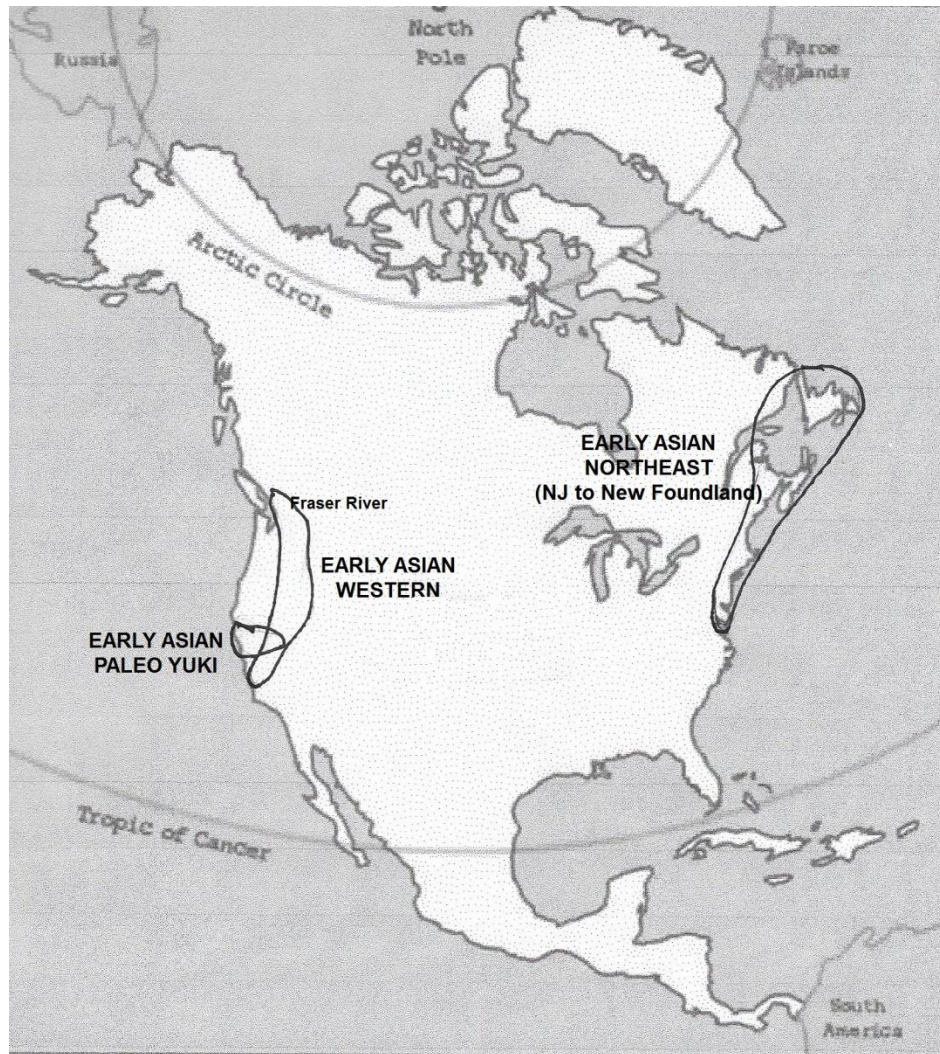 North
Pole
Russia
Faroe
Islands
Arctic Circle
EARLY ASIAN
NORTHEAST
(NJ to New Foundland)
Fraser River
EARLY ASIAN
WESTERN
EARLY ASIAN
PALEO YUKI
Tropic of Cancer
South
America